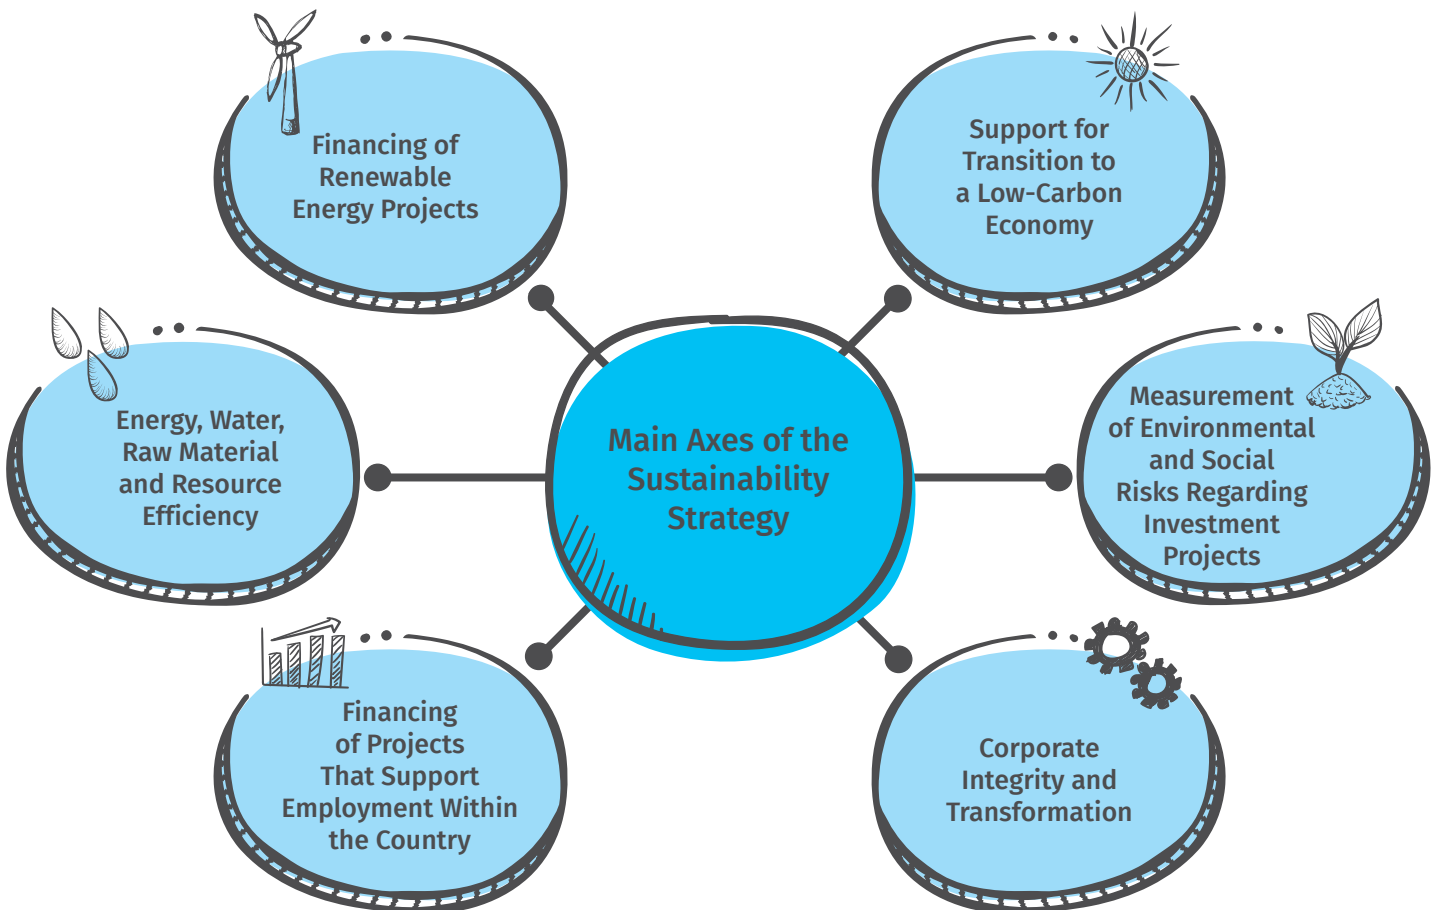 Financing of
Renewable
Energy Projects
Support for
Transition to
a Low-Carbon
Economy
Energy, Water,
Raw Material
and Resource
Efficiency
Main Axes of the
Sustainability
Strategy
Measurement
of Environmental
and Social
Risks Regarding
Investment
Projects
Financing
of Projects
That Support
Employment Within
the Country
Corporate
Integrity and
Transformation